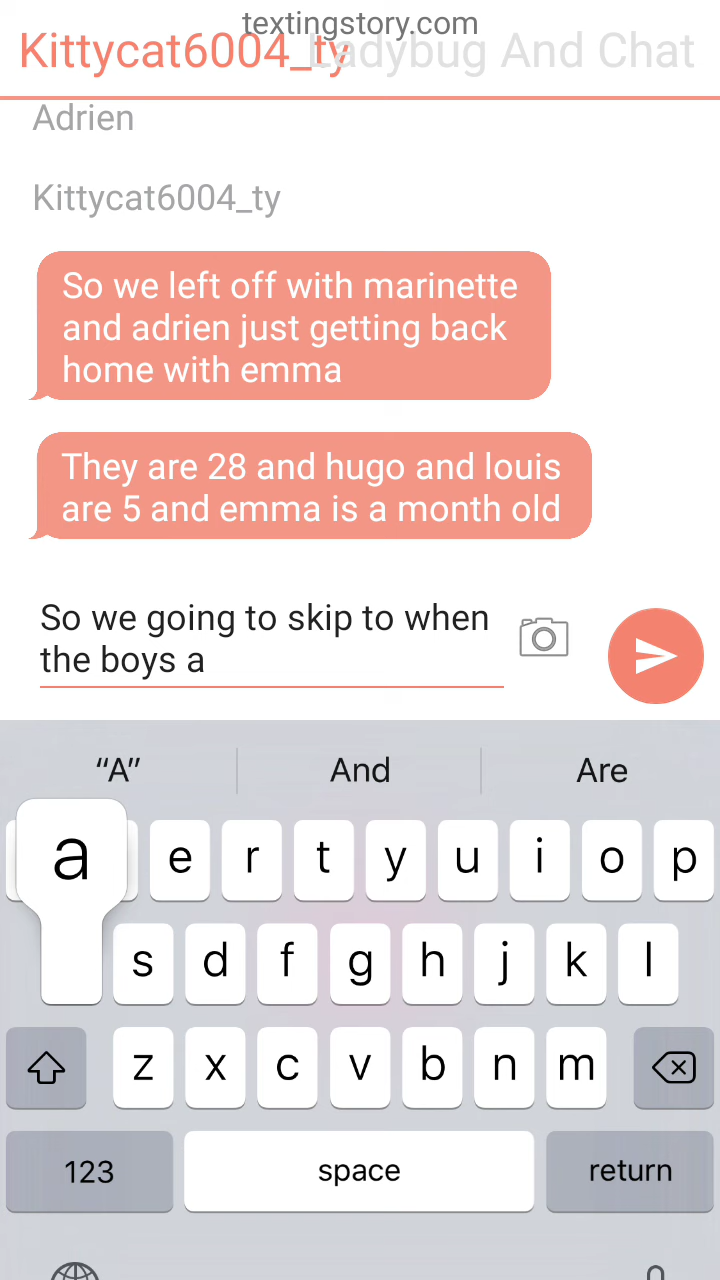 textingstory.com
Kittycat6004_ty
Ladybug And Chat
Adrien
Kittycat6004_ty
So we left off with marinette
and adrien just getting back
home with emma
They are 28 and hugo and louis
are 5 and emma is a month old
So we going to skip to when
the boys a
“A” And Are
a e r t y u i o p
s d f g h j k l
z x c v b n m
123 space return